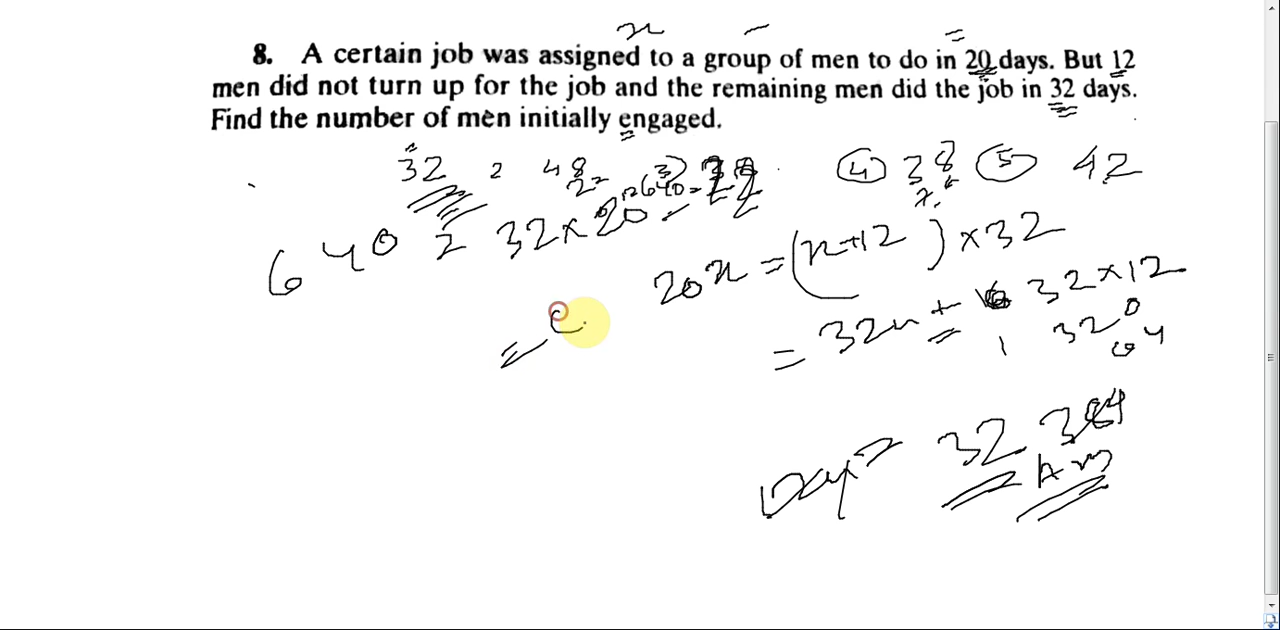 8. A certain job was assigned to a group of men to do in 20 days. But 12
men did not turn up for the job and the remaining men did the job in 32 days.
Find the number of men initially engaged.
32 = 48
④ 38 ⑤ 42
640 = 32×20
20x = (x+12)×32
= 32x + 32×12
320
64
32
384